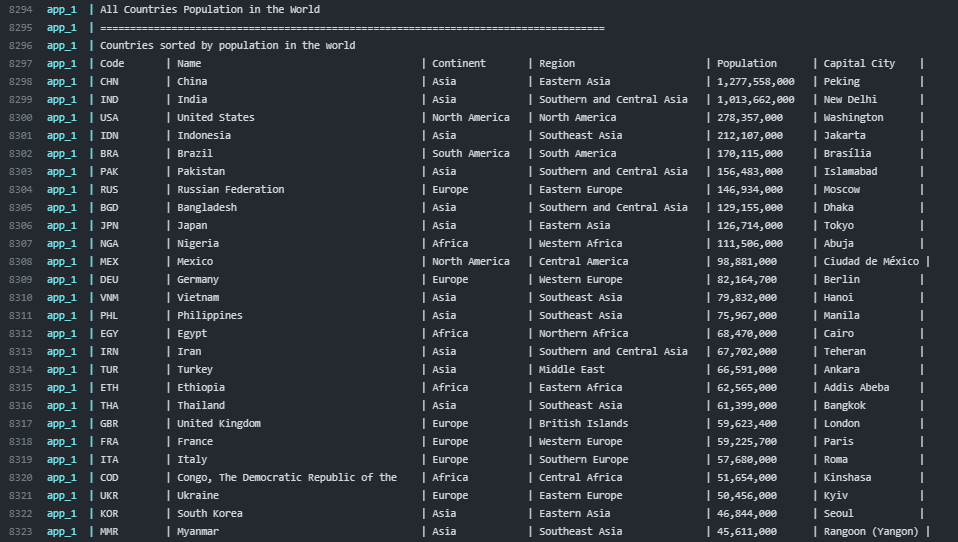 8294 app_1 | All Countries Population in the World
8295 app_1 | =====================================================================================
8296 app_1 | Countries sorted by population in the world
8297 app_1 | Code | Name | Continent | Region | Population | Capital City |
8298 app_1 | CHN | China | Asia | Eastern Asia | 1,277,558,000 | Peking |
8299 app_1 | IND | India | Asia | Southern and Central Asia | 1,013,662,000 | New Delhi |
8300 app_1 | USA | United States | North America | North America | 278,357,000 | Washington |
8301 app_1 | IDN | Indonesia | Asia | Southeast Asia | 212,107,000 | Jakarta |
8302 app_1 | BRA | Brazil | South America | South America | 170,115,000 | Brasília |
8303 app_1 | PAK | Pakistan | Asia | Southern and Central Asia | 156,483,000 | Islamabad |
8304 app_1 | RUS | Russian Federation | Europe | Eastern Europe | 146,934,000 | Moscow |
8305 app_1 | BGD | Bangladesh | Asia | Southern and Central Asia | 129,155,000 | Dhaka |
8306 app_1 | JPN | Japan | Asia | Eastern Asia | 126,714,000 | Tokyo |
8307 app_1 | NGA | Nigeria | Africa | Western Africa | 111,506,000 | Abuja |
8308 app_1 | MEX | Mexico | North America | Central America | 98,881,000 | Ciudad de México |
8309 app_1 | DEU | Germany | Europe | Western Europe | 82,164,700 | Berlin |
8310 app_1 | VNM | Vietnam | Asia | Southeast Asia | 79,832,000 | Hanoi |
8311 app_1 | PHL | Philippines | Asia | Southeast Asia | 75,967,000 | Manila |
8312 app_1 | EGY | Egypt | Africa | Northern Africa | 68,470,000 | Cairo |
8313 app_1 | IRN | Iran | Asia | Southern and Central Asia | 67,702,000 | Teheran |
8314 app_1 | TUR | Turkey | Asia | Middle East | 66,591,000 | Ankara |
8315 app_1 | ETH | Ethiopia | Africa | Eastern Africa | 62,565,000 | Addis Abeba |
8316 app_1 | THA | Thailand | Asia | Southeast Asia | 61,399,000 | Bangkok |
8317 app_1 | GBR | United Kingdom | Europe | British Islands | 59,623,400 | London |
8318 app_1 | FRA | France | Europe | Western Europe | 59,225,700 | Paris |
8319 app_1 | ITA | Italy | Europe | Southern Europe | 57,680,000 | Roma |
8320 app_1 | COD | Congo, The Democratic Republic of the | Africa | Central Africa | 51,654,000 | Kinshasa |
8321 app_1 | UKR | Ukraine | Europe | Eastern Europe | 50,456,000 | Kyiv |
8322 app_1 | KOR | South Korea | Asia | Eastern Asia | 46,844,000 | Seoul |
8323 app_1 | MMR | Myanmar | Asia | Southeast Asia | 45,611,000 | Rangoon (Yangon) |